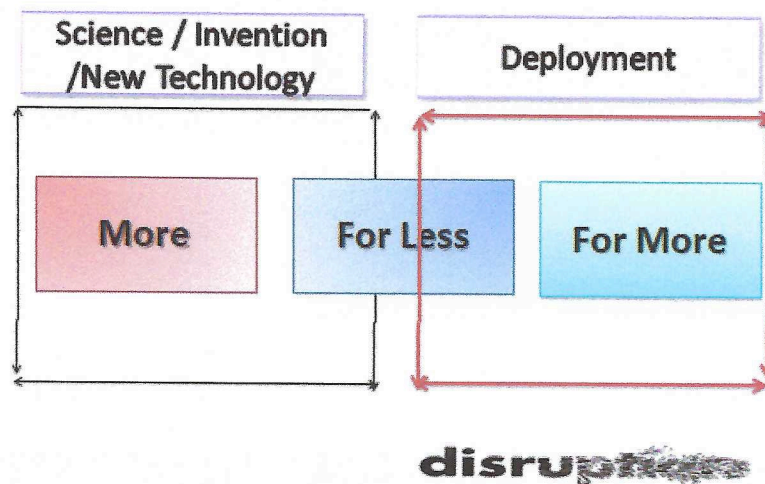 Science / Invention
/New Technology
Deployment
More
For Less
For More